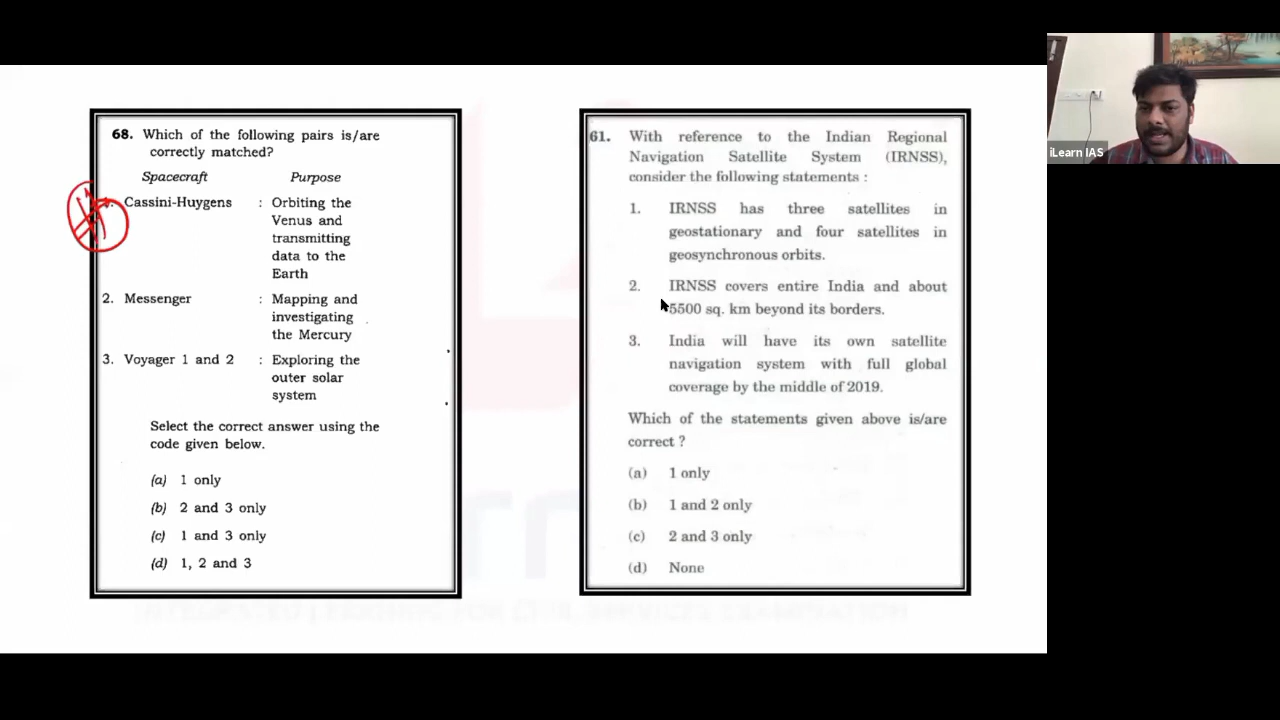 68. Which of the following pairs is/are
correctly matched?
Spacecraft Purpose
Cassini-Huygens : Orbiting the
Venus and
transmitting
data to the
Earth
2. Messenger : Mapping and
investigating
the Mercury
3. Voyager 1 and 2 : Exploring the
outer solar
system
Select the correct answer using the
code given below.
(a) 1 only
(b) 2 and 3 only
(c) 1 and 3 only
(d) 1, 2 and 3
61. With reference to the Indian Regional
Navigation Satellite System (IRNSS),
consider the following statements :
1. IRNSS has three satellites in
geostationary and four satellites in
geosynchronous orbits.
2. IRNSS covers entire India and about
5500 sq. km beyond its borders.
3. India will have its own satellite
navigation system with full global
coverage by the middle of 2019.
Which of the statements given above is/are
correct ?
(a) 1 only
(b) 1 and 2 only
(c) 2 and 3 only
(d) None
iLearn IAS